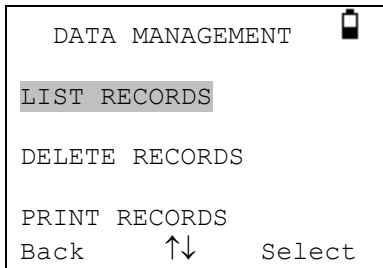 DATA MANAGEMENT
LIST RECORDS
DELETE RECORDS
PRINT RECORDS
Back ↑↓ Select